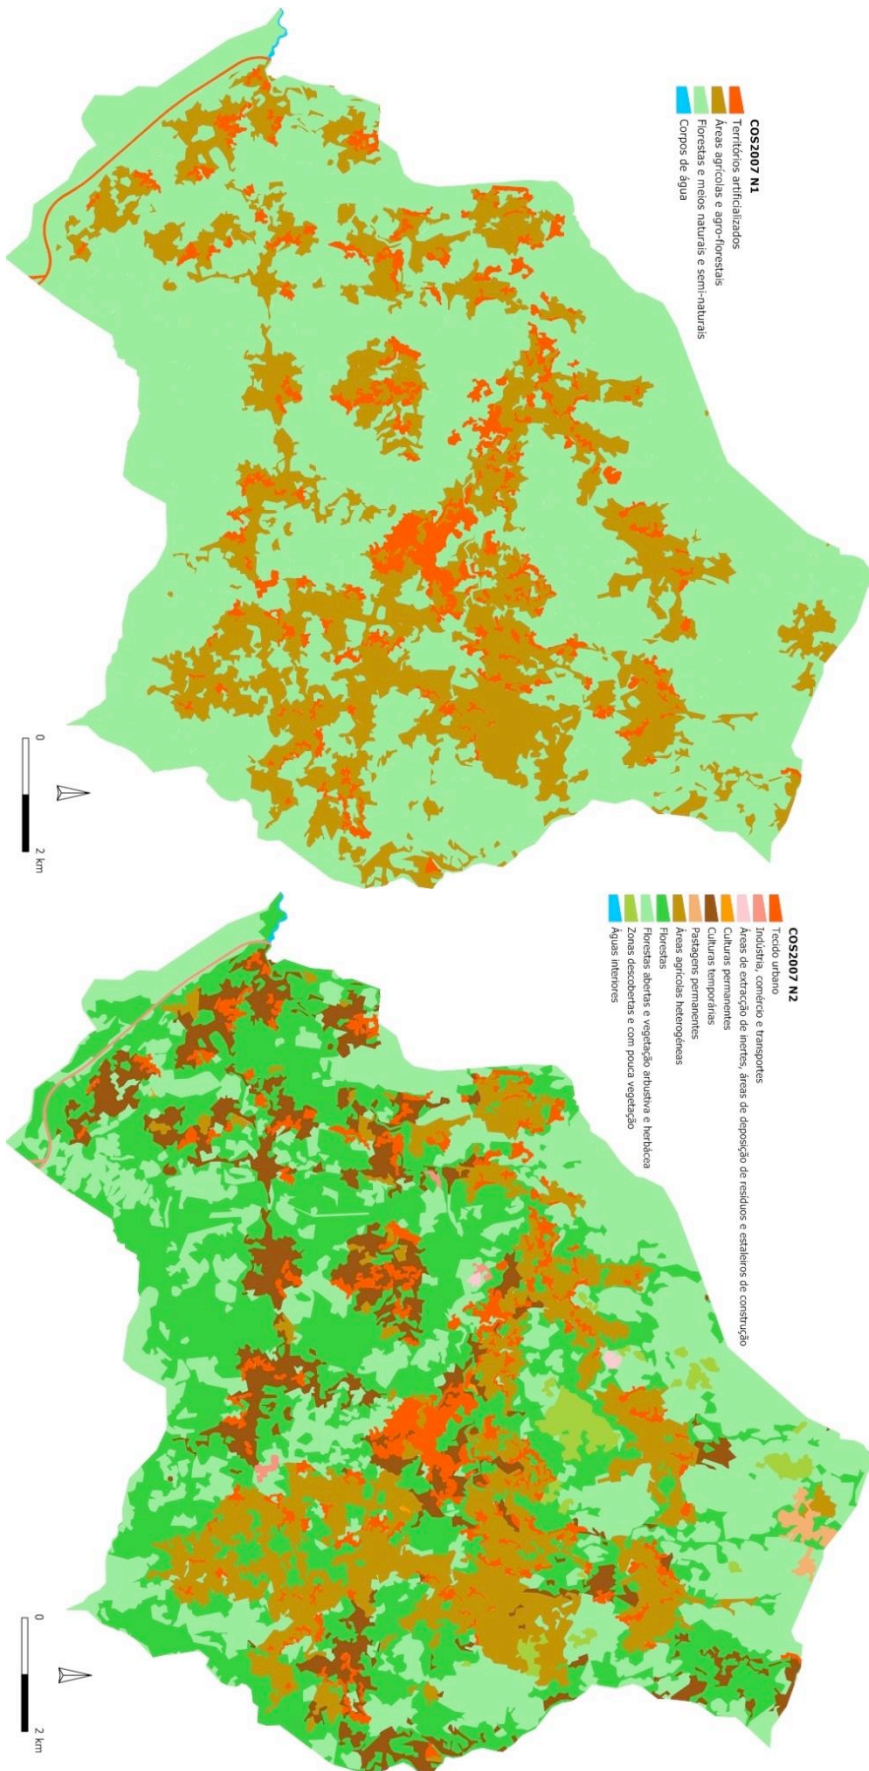 COS2007 N1
Territórios artificializados
Áreas agrícolas e agro-florestais
Florestas e meios naturais e semi-naturais
Corpos de água
0
2 km
COS2007 N2
Tecido urbano
Indústria, comércio e transportes
Áreas de extracção de inertes, áreas de deposição de resíduos e estaleiros de construção
Culturas permanentes
Culturas temporárias
Pastagens permanentes
Áreas agrícolas heterogéneas
Florestas
Florestas abertas e vegetação arbustiva e herbácea
Zonas descobertas e com pouca vegetação
Águas interiores
0
2 km